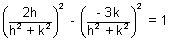 (2h / (h² + k²))² - (-3k / (h² + k²))² = 1